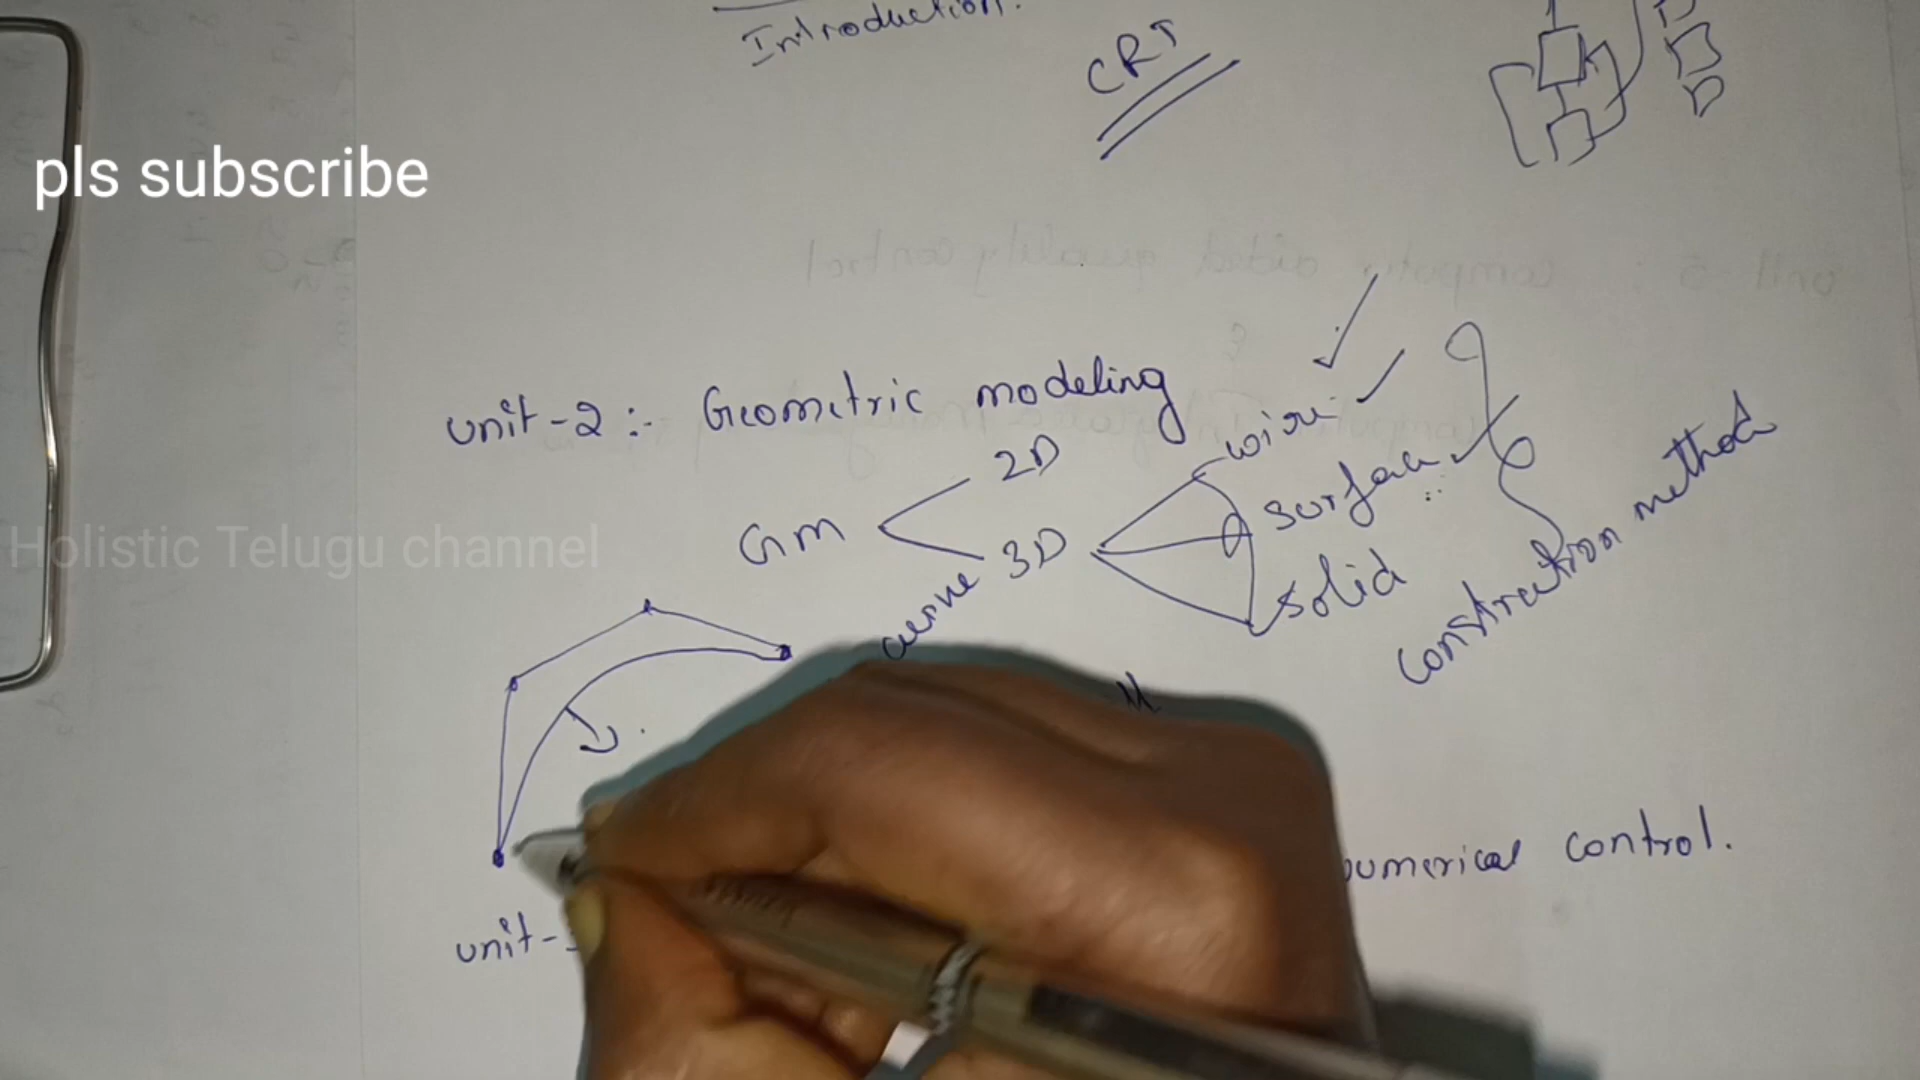 Introduction.
CRT
pls subscribe
unit-2 :- Geometric modeling
2D
wire
Gm
surface
Holistic Telugu channel
3D
curve
solid
construction methods
numerical control.
unit-